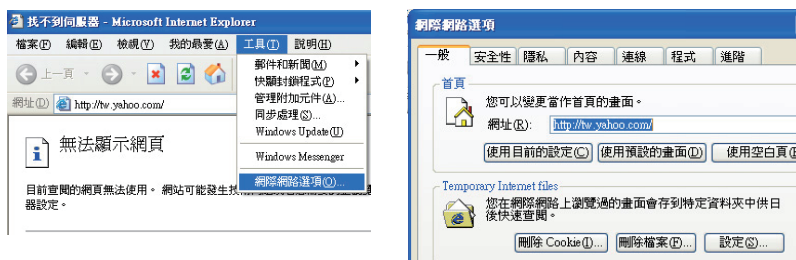 找不到伺服器 - Microsoft Internet Explorer
檔案(F) 編輯(E) 檢視(V) 我的最愛(A) 工具(T) 說明(H)
上一頁
網址(D) http://tw.yahoo.com/
郵件和新聞(M)
快顯封鎖程式(P)
管理附加元件(A)...
同步處理(S)...
Windows Update(U)
Windows Messenger
網際網路選項(O)...
無法顯示網頁
目前查閱的網頁無法使用。 網站可能發生技
器設定。
網際網路選項
一般 安全性 隱私 內容 連線 程式 進階
首頁
您可以變更當作首頁的畫面。
網址(R): http://tw.yahoo.com/
使用目前的設定(C) 使用預設的畫面(D) 使用空白頁(B
Temporary Internet files
您在網際網路上瀏覽過的畫面會存到特定資料夾中供日
後快速查閱。
刪除 Cookie(I)... 刪除檔案(F)... 設定(S)...